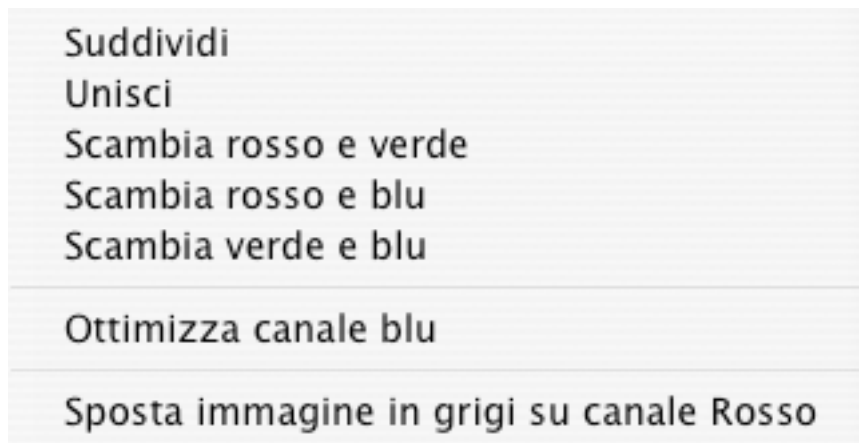 Suddividi
Unisci
Scambia rosso e verde
Scambia rosso e blu
Scambia verde e blu
Ottimizza canale blu
Sposta immagine in grigi su canale Rosso